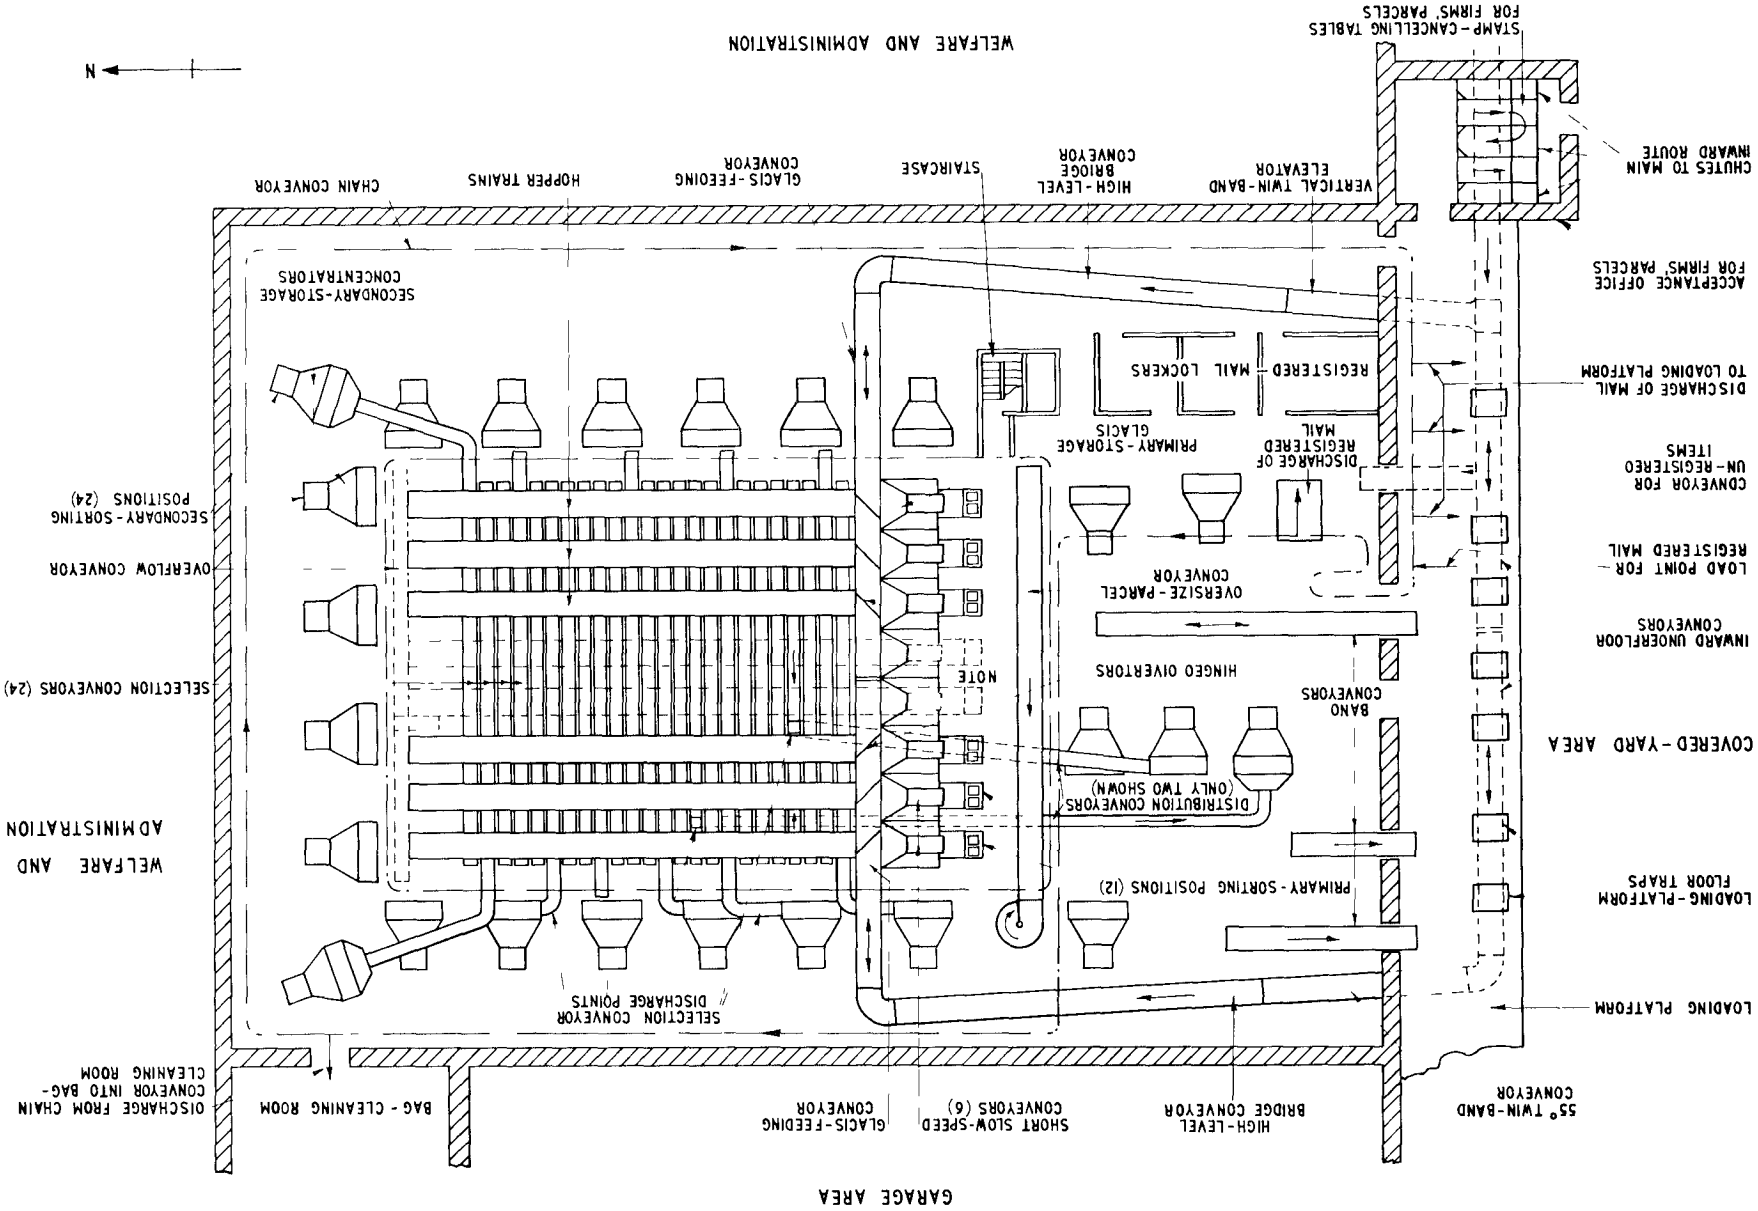 GARAGE AREA
55° TWIN-BAND
CONVEYOR
HIGH-LEVEL
BRIDGE CONVEYOR
SHORT SLOW-SPEED
CONVEYORS (6)
GLACIS-FEEDING
CONVEYOR
BAG-CLEANING ROOM
DISCHARGE FROM CHAIN
CONVEYOR INTO BAG-
CLEANING ROOM
LOADING PLATFORM
SELECTION CONVEYOR
DISCHARGE POINTS
LOADING-PLATFORM
FLOOR TRAPS
PRIMARY-SORTING POSITIONS (12)
WELFARE AND
ADMINISTRATION
DISTRIBUTION CONVEYORS
(ONLY TWO SHOWN)
COVERED-YARD AREA
BAND
CONVEYORS
HINGED DIVERTORS
NOTE
SELECTION CONVEYORS (24)
INWARD UNDERFLOOR
CONVEYORS
OVERSIZE-PARCEL
CONVEYOR
LOAD POINT FOR
REGISTERED MAIL
OVERFLOW CONVEYOR
CONVEYOR FOR
UN-REGISTERED
ITEMS
DISCHARGE OF
REGISTERED
MAIL
PRIMARY-STORAGE
GLACIS
SECONDARY-SORTING
POSITIONS (24)
DISCHARGE OF MAIL
TO LOADING PLATFORM
REGISTERED-MAIL LOCKERS
ACCEPTANCE OFFICE
FOR FIRMS' PARCELS
SECONDARY-STORAGE
CONCENTRATORS
VERTICAL TWIN-BAND
ELEVATOR
HIGH-LEVEL
BRIDGE
CONVEYOR
STAIRCASE
GLACIS-FEEDING
CONVEYOR
HOPPER TRAINS
CHAIN CONVEYOR
CHUTES TO MAIN
INWARD ROUTE
WELFARE AND ADMINISTRATION
N
STAMP-CANCELLING TABLES
FOR FIRMS' PARCELS